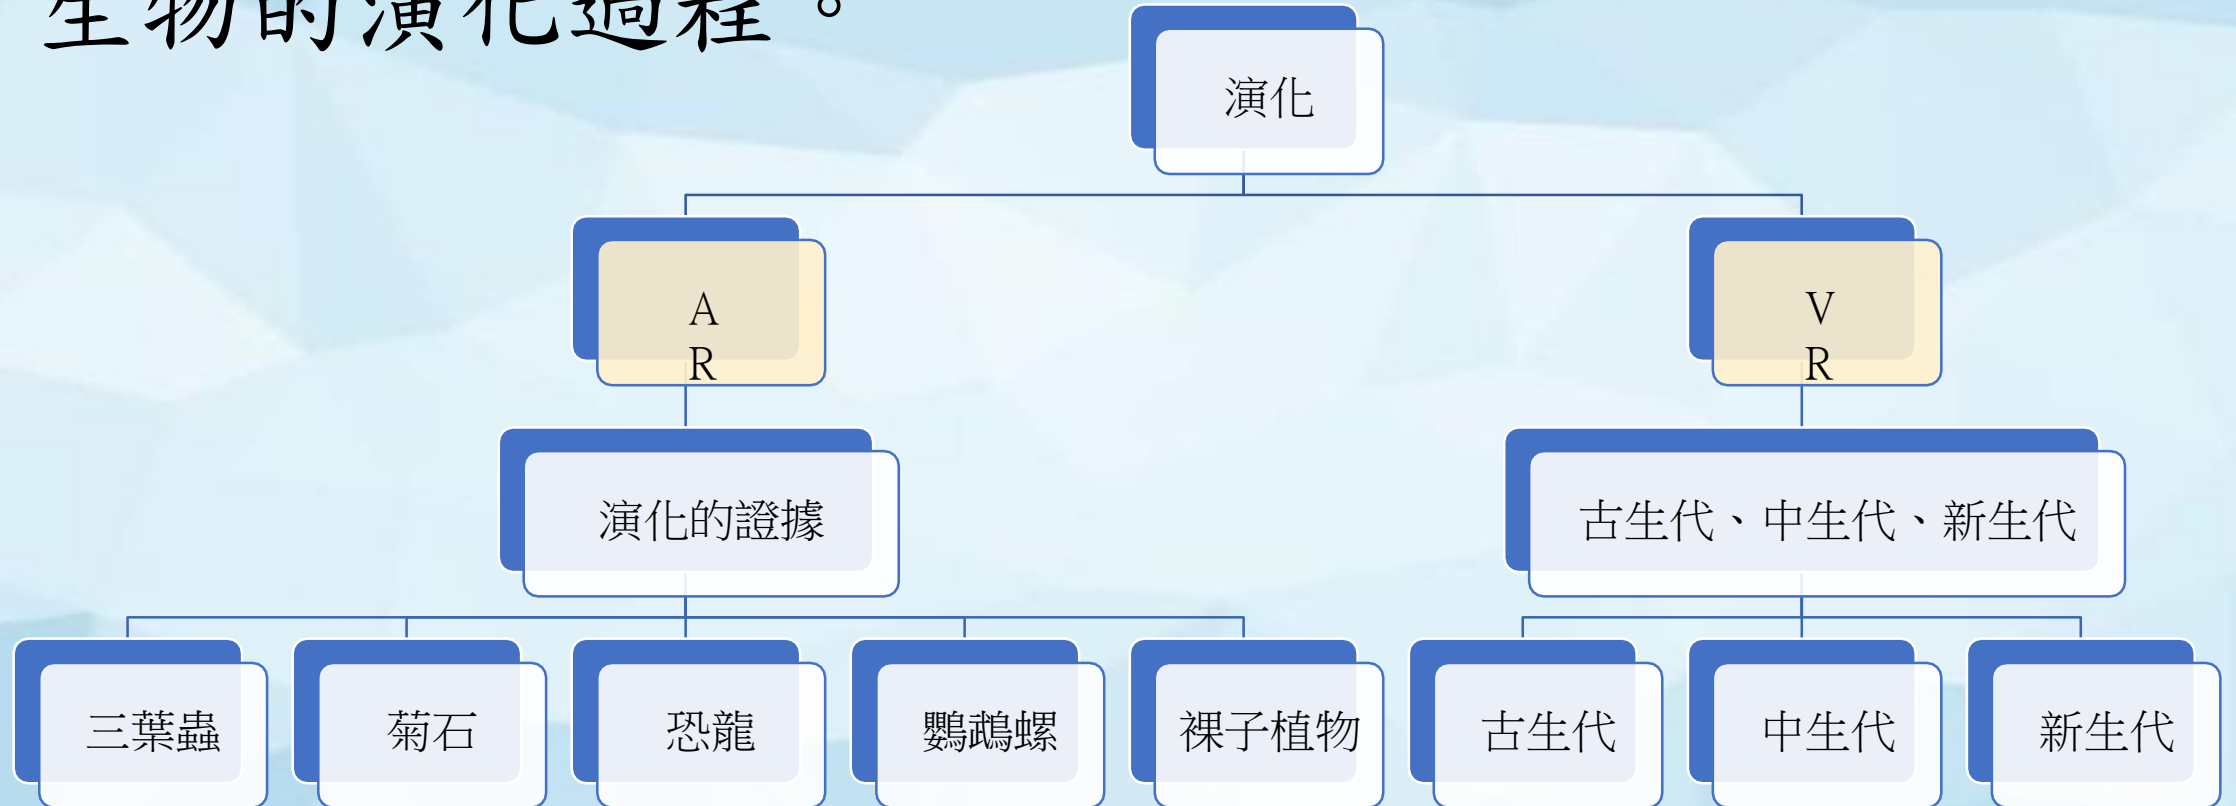 生物的演化過程。
演化
A
R
V
R
演化的證據
古生代、中生代、新生代
三葉蟲
菊石
恐龍
鸚鵡螺
裸子植物
古生代
中生代
新生代